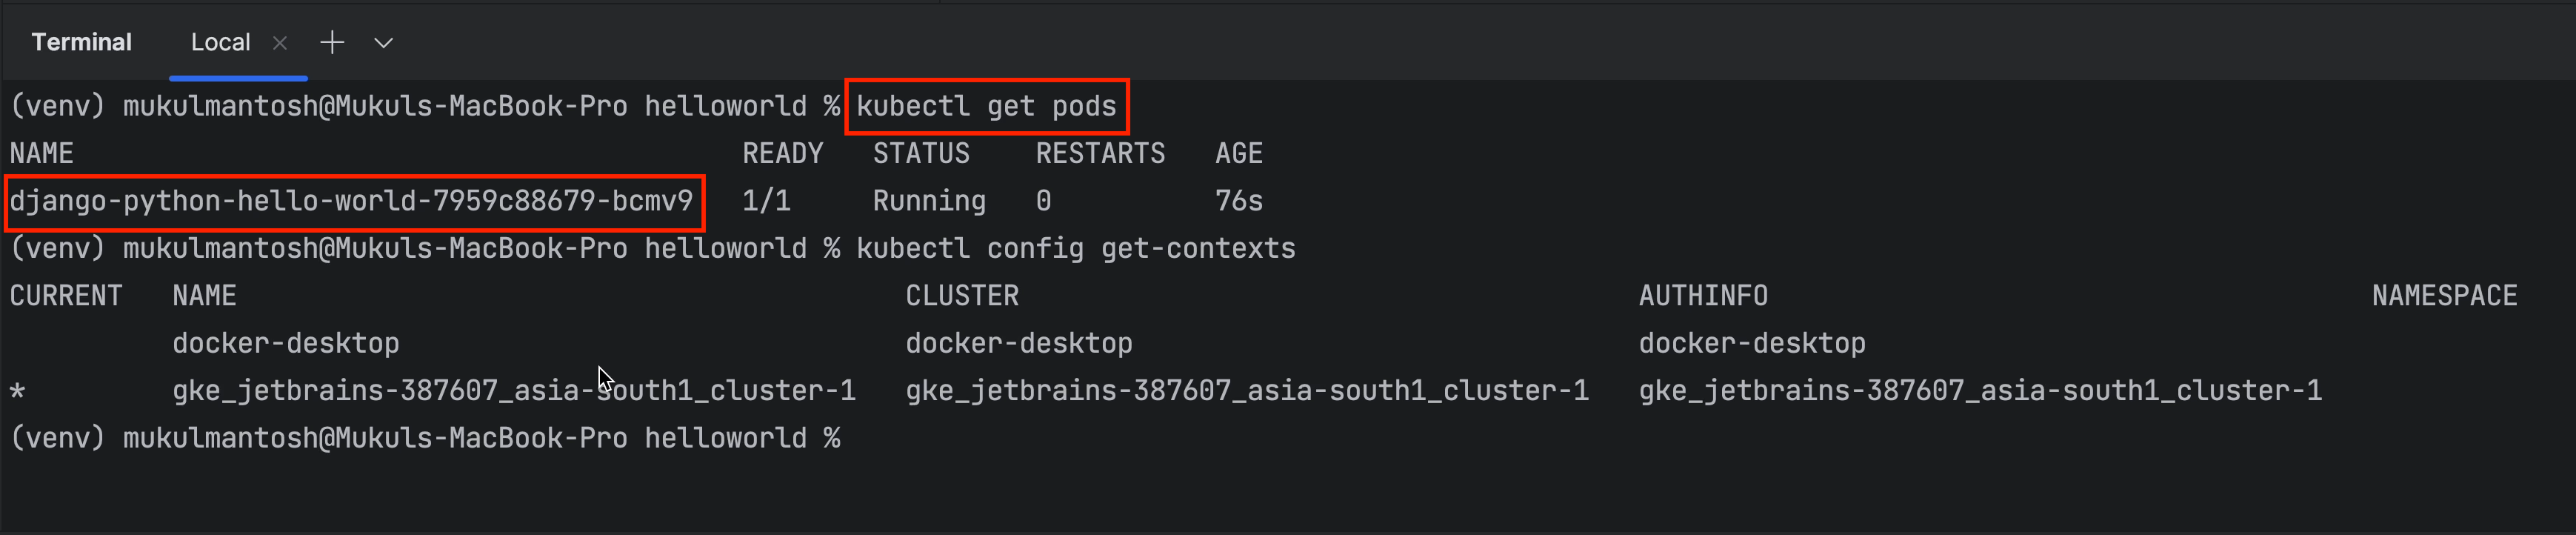 Terminal Local
(venv) mukulmantosh@Mukuls-MacBook-Pro helloworld % kubectl get pods
NAME READY STATUS RESTARTS AGE
django-python-hello-world-7959c88679-bcmv9 1/1 Running 0 76s
(venv) mukulmantosh@Mukuls-MacBook-Pro helloworld % kubectl config get-contexts
CURRENT NAME CLUSTER AUTHINFO NAMESPACE
docker-desktop docker-desktop docker-desktop
* gke_jetbrains-387607_asia-south1_cluster-1 gke_jetbrains-387607_asia-south1_cluster-1 gke_jetbrains-387607_asia-south1_cluster-1
(venv) mukulmantosh@Mukuls-MacBook-Pro helloworld %